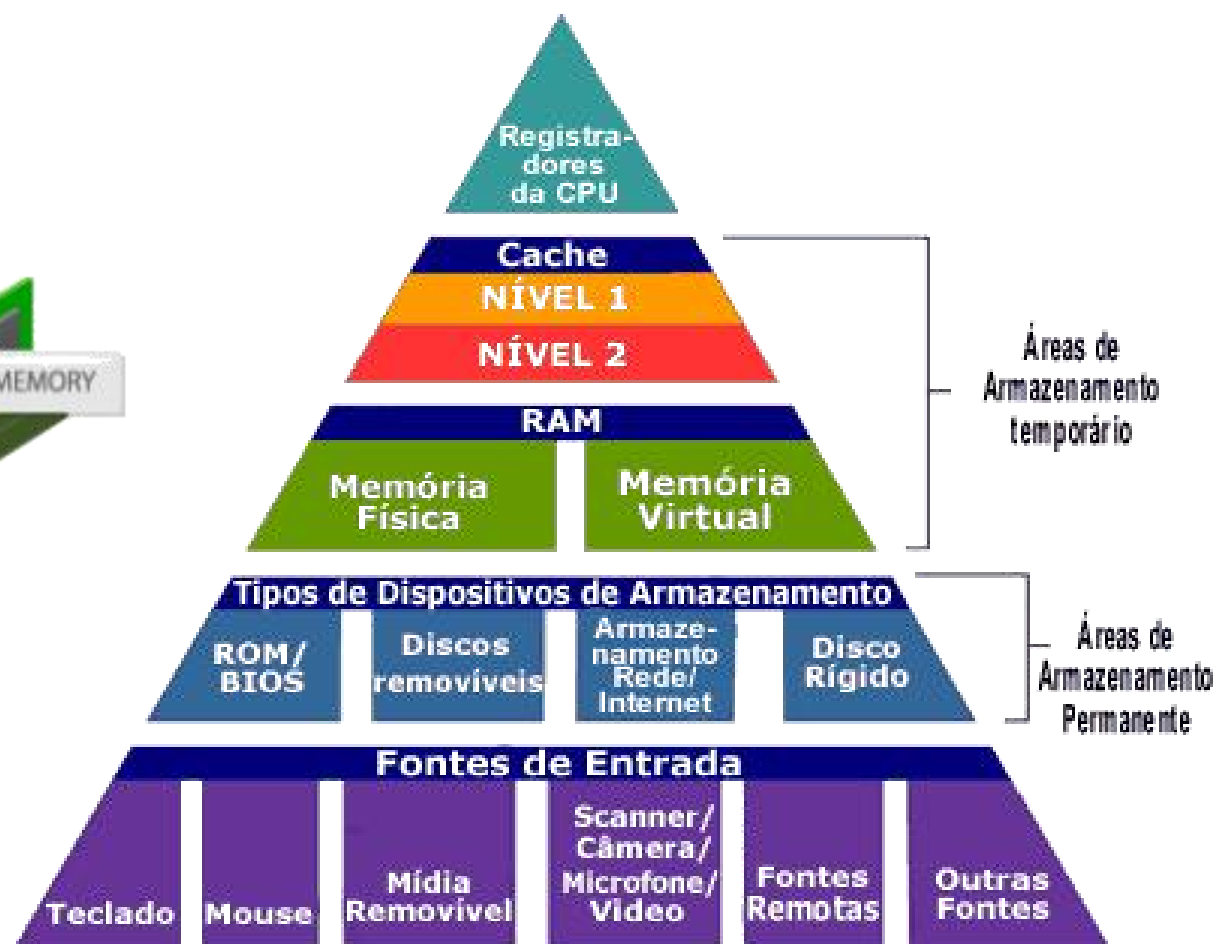 Registra-
dores
da CPU
Cache
NÍVEL 1
NÍVEL 2
Áreas de
Armazenamento
temporário
MEMORY
RAM
Memória
Física
Memória
Virtual
Tipos de Dispositivos de Armazenamento
ROM/
BIOS
Discos
removíveis
Armaze-
namento
Rede/
Internet
Disco
Rígido
Áreas de
Armazenamento
Permanente
Fontes de Entrada
Teclado
Mouse
Mídia
Removível
Scanner/
Câmera/
Microfone/
Video
Fontes
Remotas
Outras
Fontes